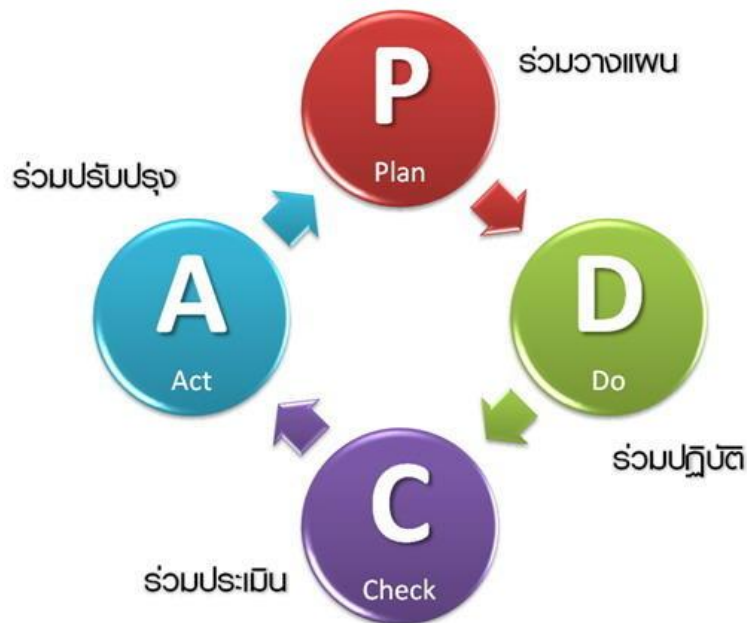 P
Plan
ร่วมวางแผน
D
Do
ร่วมปฏิบัติ
C
Check
ร่วมประเมิน
A
Act
ร่วมปรับปรุง